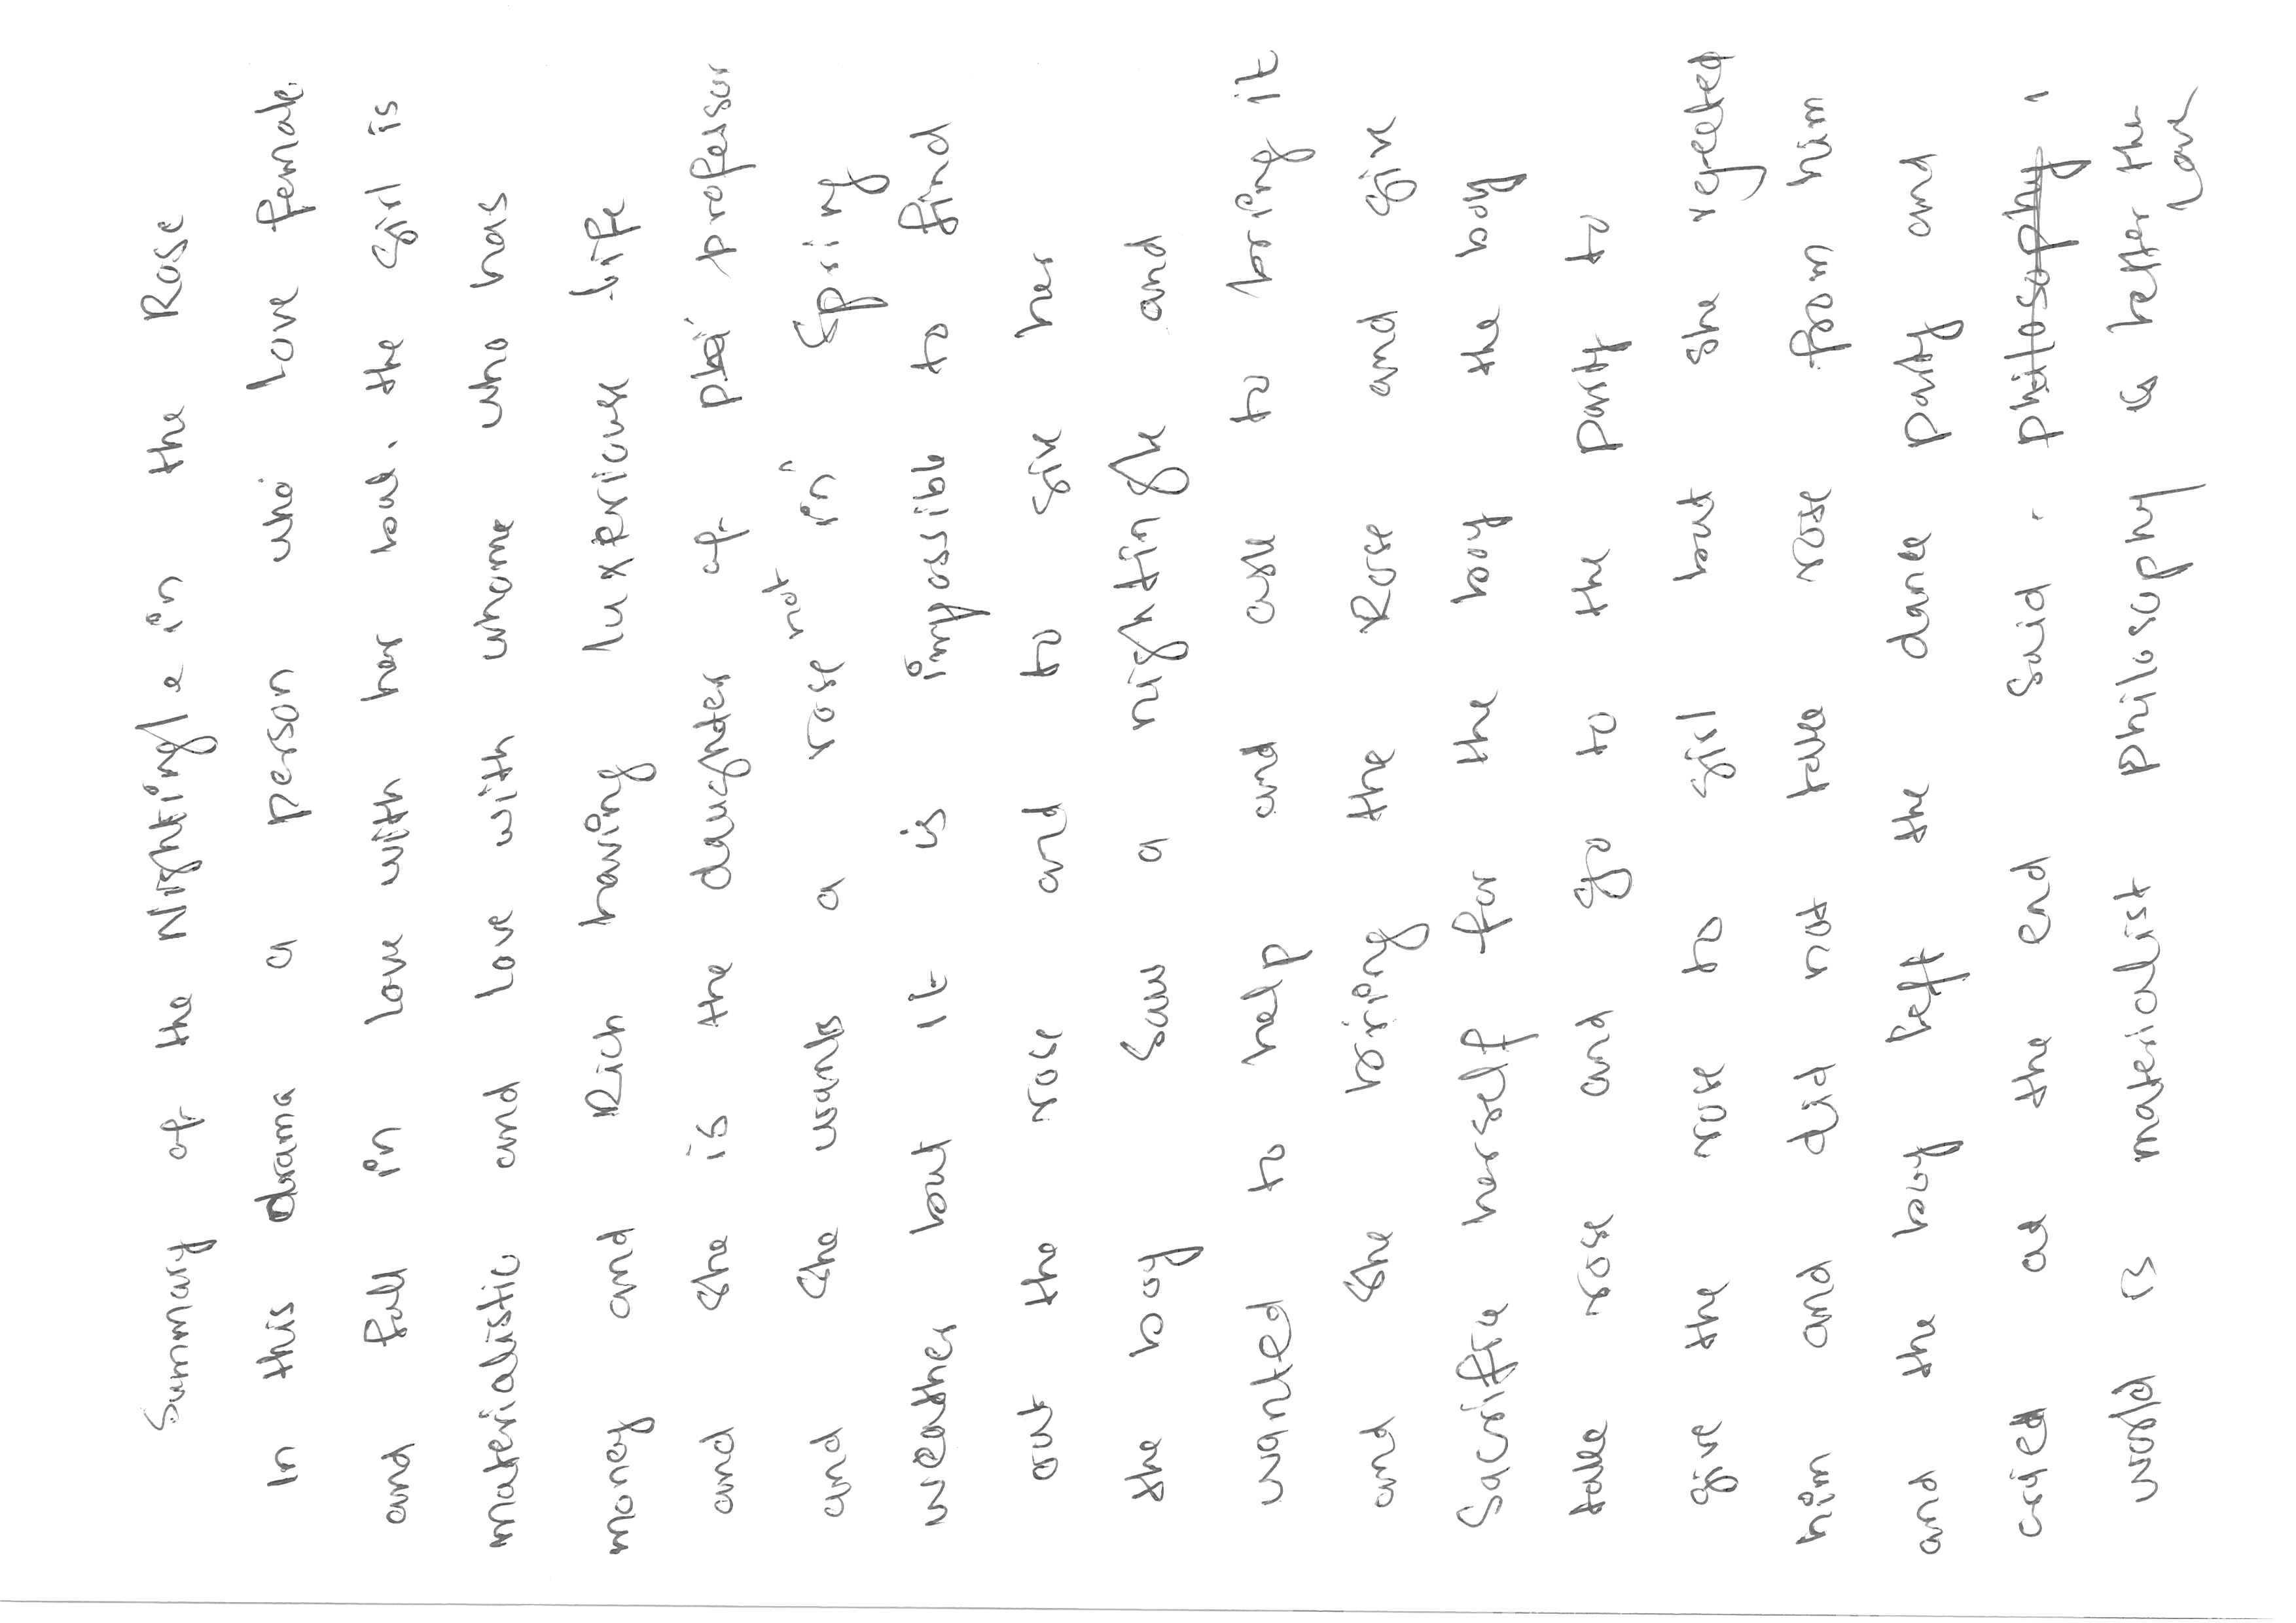 Summary of the Nightingle in the Rose
In this drama a person who love female.
and fall in love with her but. the girl is
materialistic and love with whome who has
money and Rich having luxeriouse life
and she is the daughter of professor
and she wants a rose not in spring
weather but it is impossible to find
out the rose and to give her
the boy saw a nightingle and
wanted to help and ask to bring it
and she bring the Rose and give
Sacrifice herself for the boy the boy
take rose and go to the party to
give the rose to girl but she rejected
him and did not take rose from him
and the boy left the dance party and
cried at the end said . philosophy ,
world is materialist philosophy is better the
love